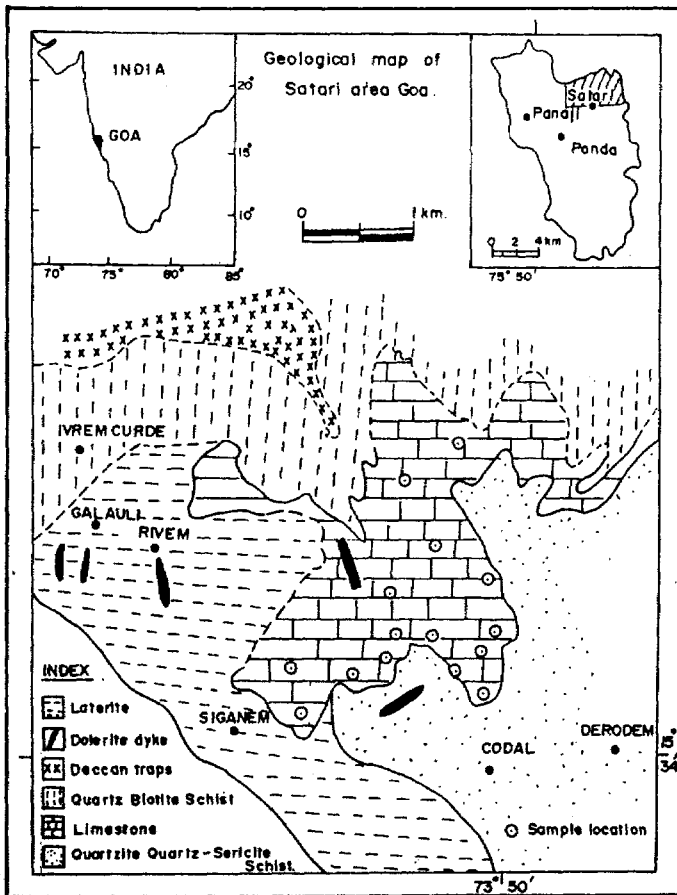 INDIA
GOA
20°
15°
10°
70°
75°
80°
85°
Geological map of
Satari area Goa.
0
1
km.
Satari
Panaji
Panda
0 2 4 km
75° 50'
IVREM CURDE
GALAULI
RIVEM
SIGANEM
CODAL
DERODEM
15°
34'
INDEX
Laterite
Dolerite dyke
Deccan traps
Quartz Biotite Schist
Limestone
Quartzite Quartz-Sericite
Schist.
Sample location
73° 50'